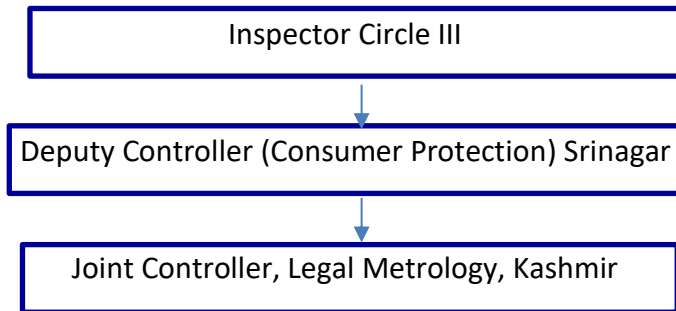 Inspector Circle III
Deputy Controller (Consumer Protection) Srinagar
Joint Controller, Legal Metrology, Kashmir